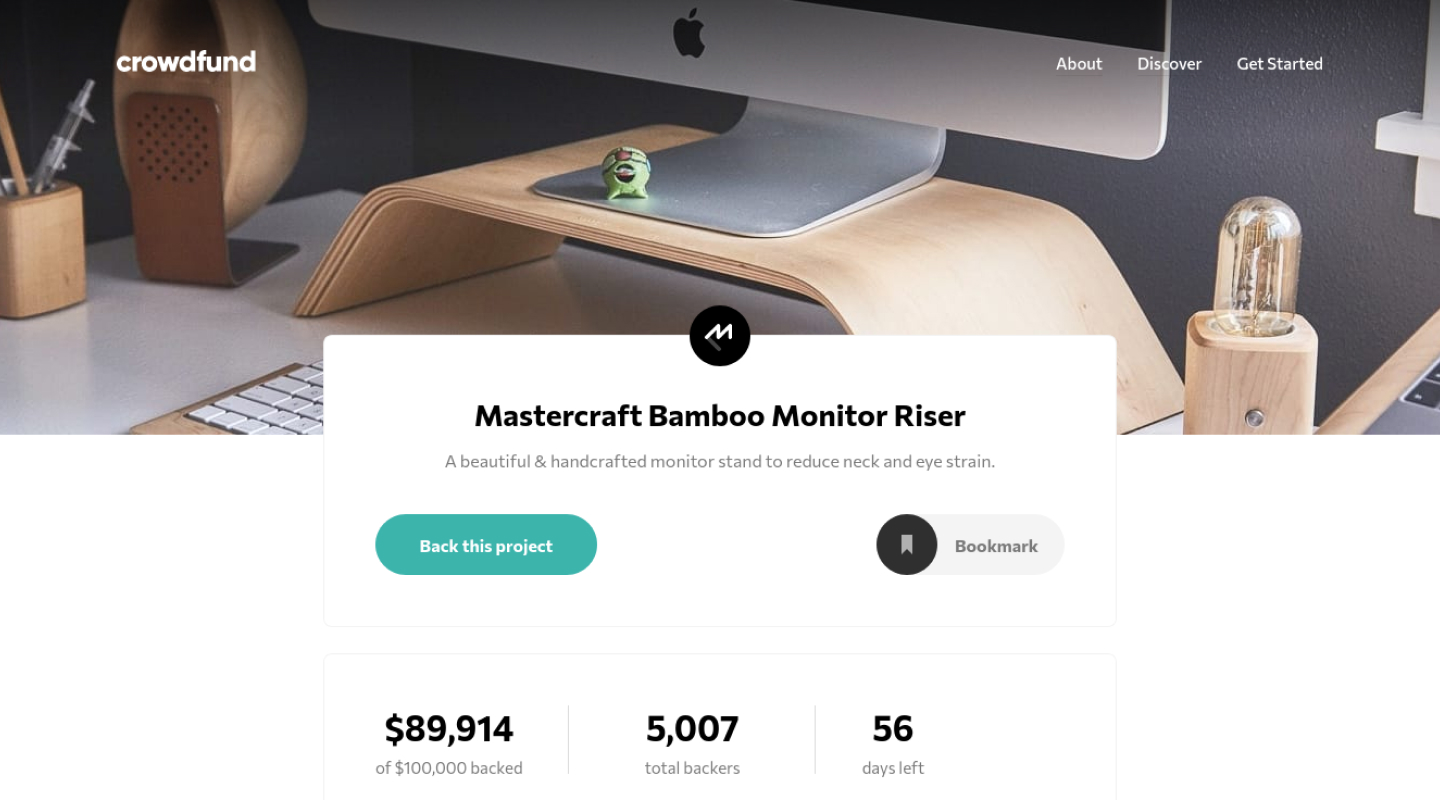 crowdfund
About
Discover
Get Started
Mastercraft Bamboo Monitor Riser
A beautiful & handcrafted monitor stand to reduce neck and eye strain.
Back this project
Bookmark
$89,914
of $100,000 backed
5,007
total backers
56
days left